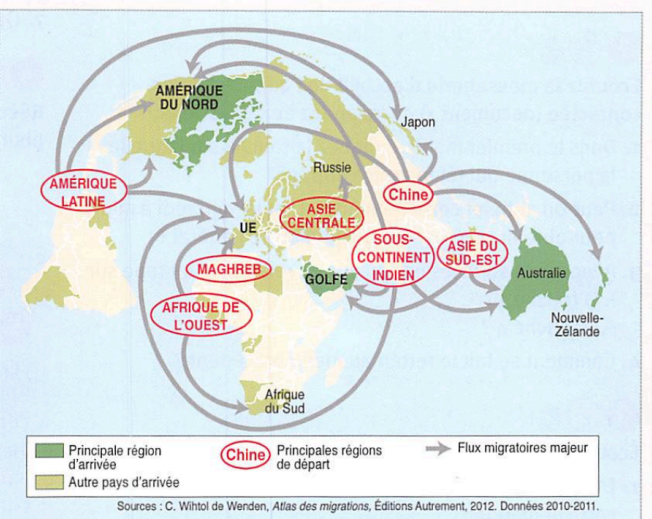 AMÉRIQUE
DU NORD
Japon
Russie
AMÉRIQUE
LATINE
Chine
ASIE
CENTRALE
UE
SOUS-
CONTINENT
INDIEN
ASIE DU
SUD-EST
MAGHREB
GOLFE
Australie
AFRIQUE DE
L'OUEST
Nouvelle-
Zélande
Afrique
du Sud
Principale région
d'arrivée
Autre pays d'arrivée
Chine
Principales régions
de départ
Flux migratoires majeur
Sources : C. Wihtol de Wenden, Atlas des migrations, Éditions Autrement, 2012. Données 2010-2011.